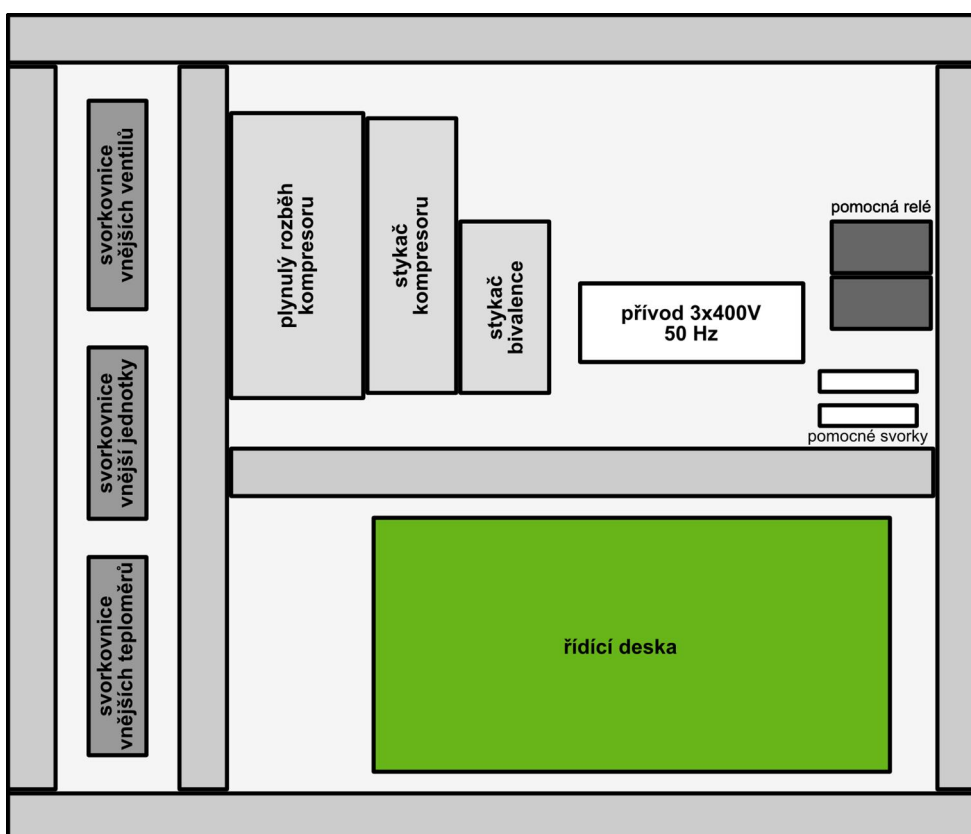 svorkovnice
vnějších ventilů
svorkovnice
vnější jednotky
svorkovnice
vnějších teploměrů
plynulý rozběh
kompresoru
stykač
kompresoru
stykač
bivalence
přívod 3x400V
50 Hz
pomocná relé
pomocné svorky
řídící deska